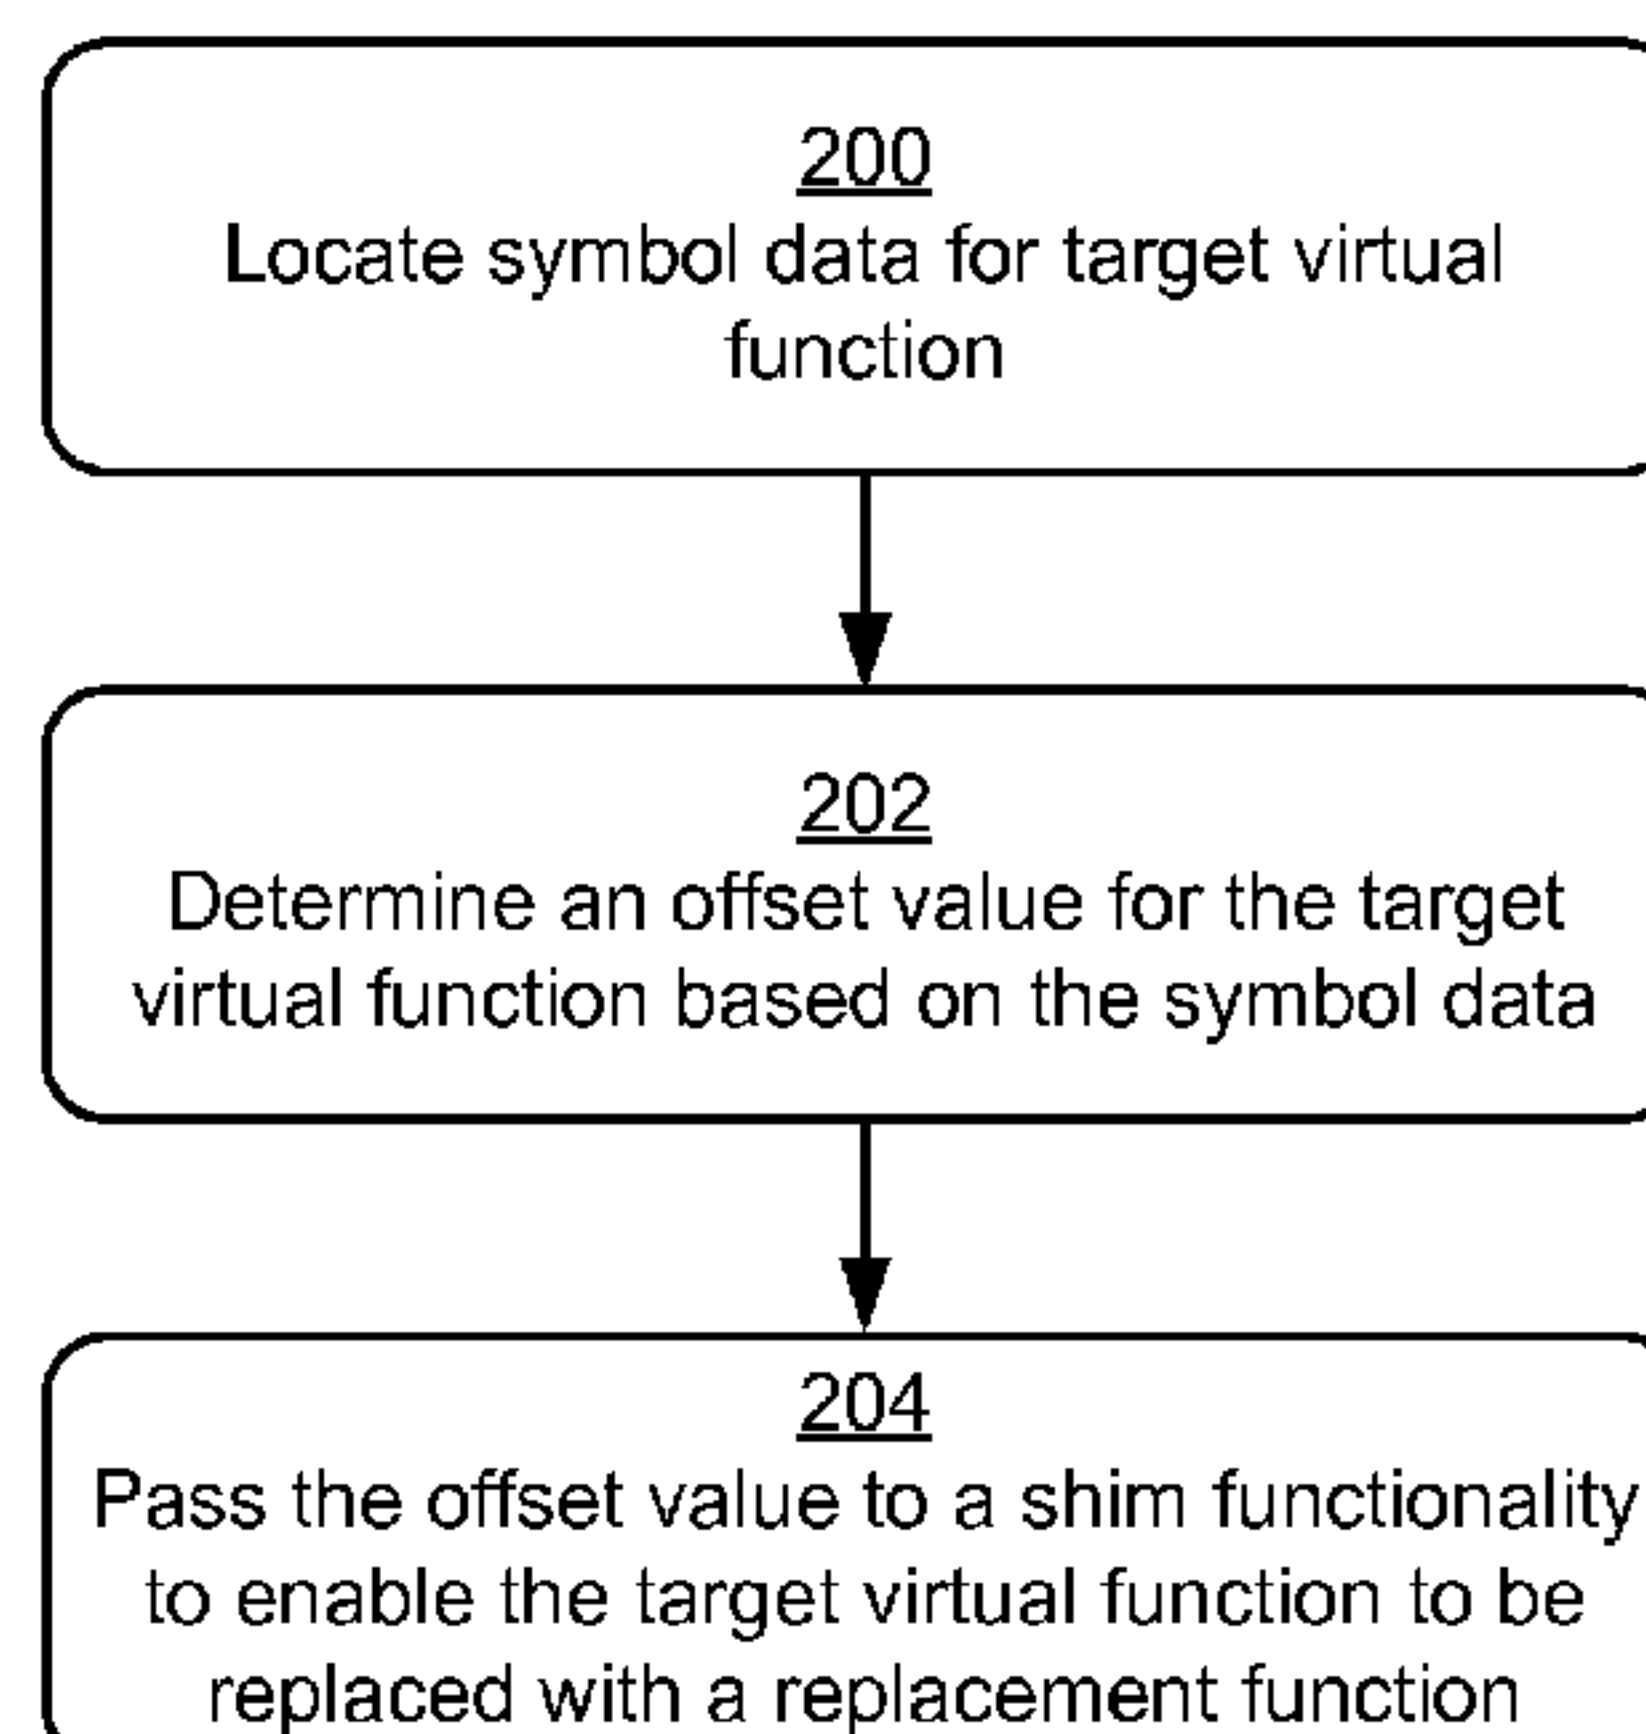 200
Locate symbol data for target virtual
function
202
Determine an offset value for the target
virtual function based on the symbol data
204
Pass the offset value to a shim functionality
to enable the target virtual function to be
replaced with a replacement function